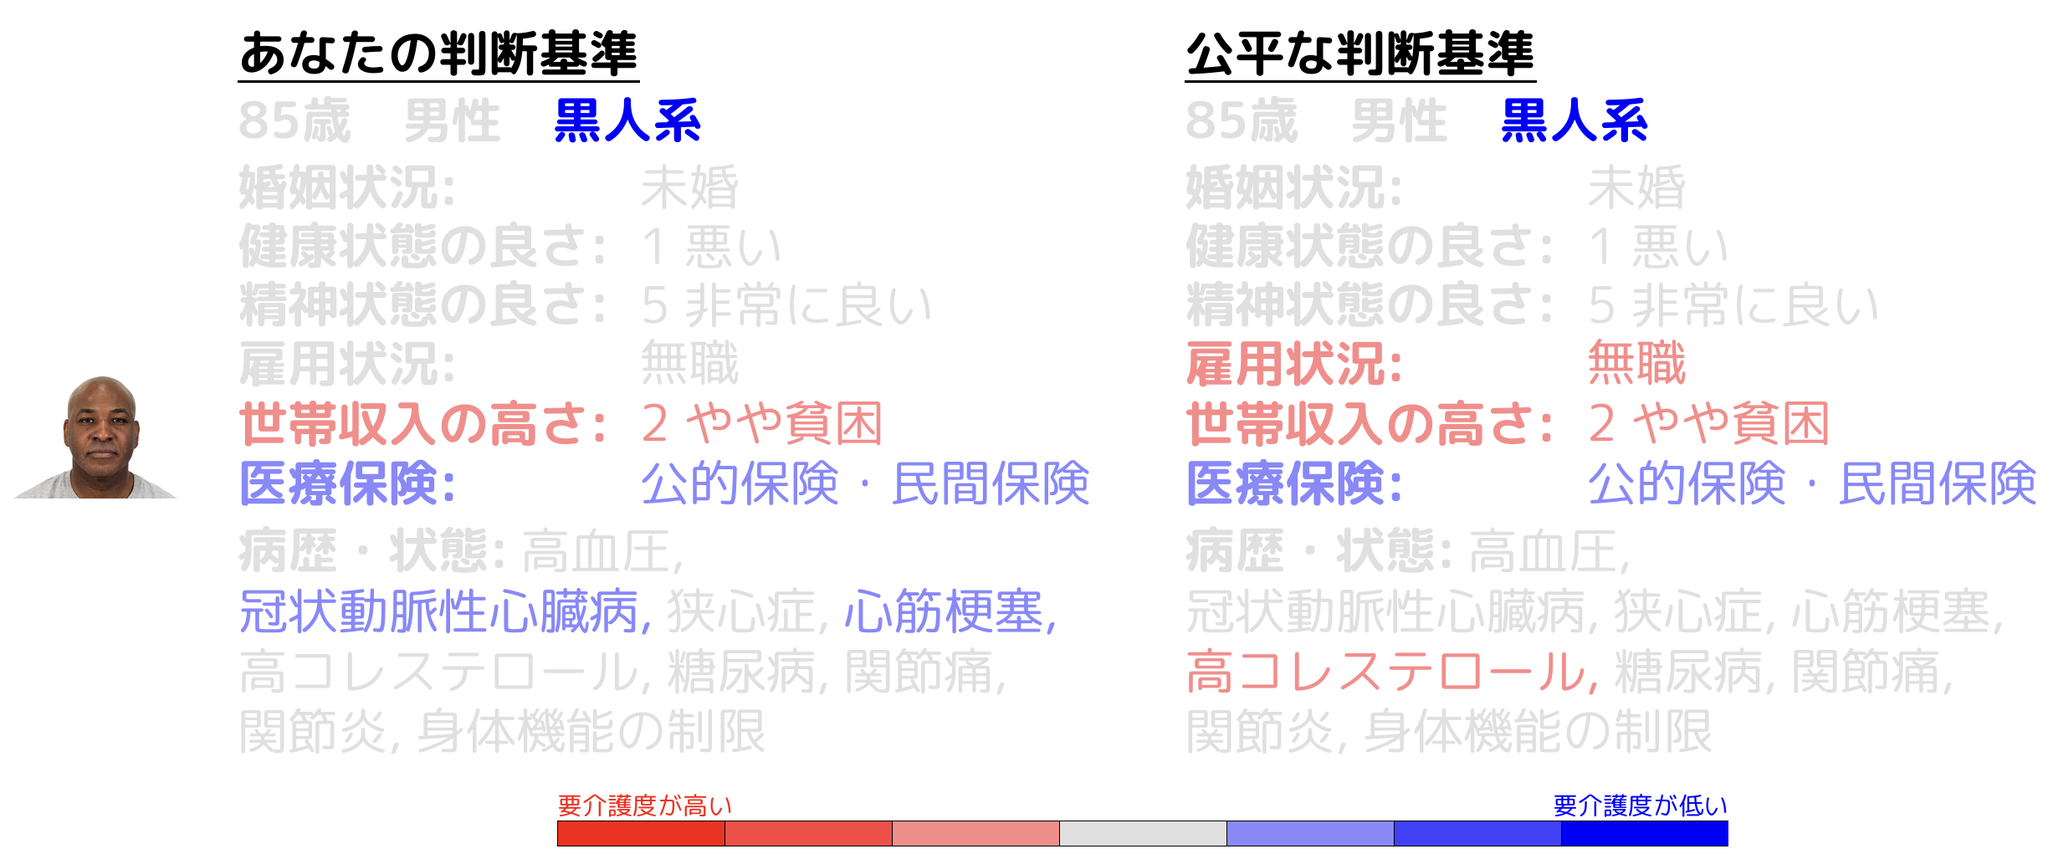 あなたの判断基準
85歳 男性 黒人系
婚姻状況: 未婚
健康状態の良さ: 1 悪い
精神状態の良さ: 5 非常に良い
雇用状況: 無職
世帯収入の高さ: 2 やや貧困
医療保険: 公的保険・民間保険
病歴・状態: 高血圧,
冠状動脈性心臓病, 狭心症, 心筋梗塞,
高コレステロール, 糖尿病, 関節痛,
関節炎, 身体機能の制限
公平な判断基準
85歳 男性 黒人系
婚姻状況: 未婚
健康状態の良さ: 1 悪い
精神状態の良さ: 5 非常に良い
雇用状況: 無職
世帯収入の高さ: 2 やや貧困
医療保険: 公的保険・民間保険
病歴・状態: 高血圧,
冠状動脈性心臓病, 狭心症, 心筋梗塞,
高コレステロール, 糖尿病, 関節痛,
関節炎, 身体機能の制限
要介護度が高い
要介護度が低い